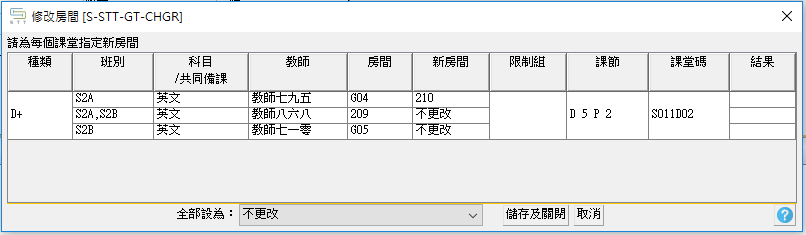 STT 修改房間 [S-STT-GT-CHGR]
請為每個課堂指定新房間
種類 班別 科目 教師 房間 新房間 限制組 課節 課堂碼 結果
/共同備課
S2A 英文 教師七九五 G04 210
D+ S2A,S2B 英文 教師八六八 209 不更改 D 5 P 2 S011D02
S2B 英文 教師七一零 G05 不更改
全部設為： 不更改 儲存及關閉 取消 ?